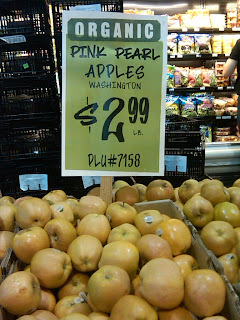 ORGANIC
PINK PEARL
APPLES
WASHINGTON
$2.99
LB.
PLU#7158